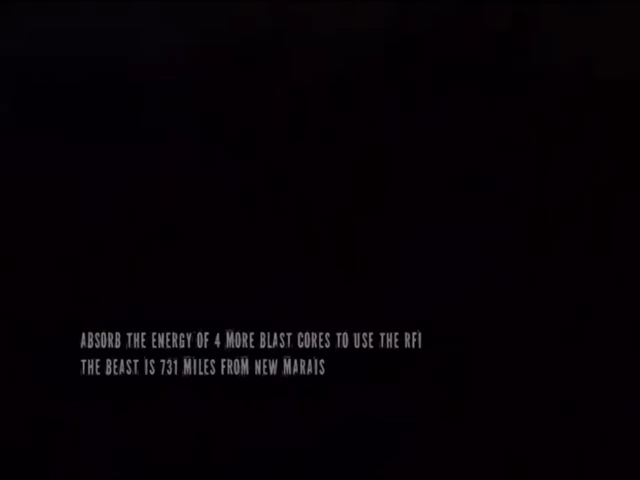 ABSORB THE ENERGY OF 4 MORE BLAST CORES TO USE THE RFI
THE BEAST IS 731 MILES FROM NEW MARAIS